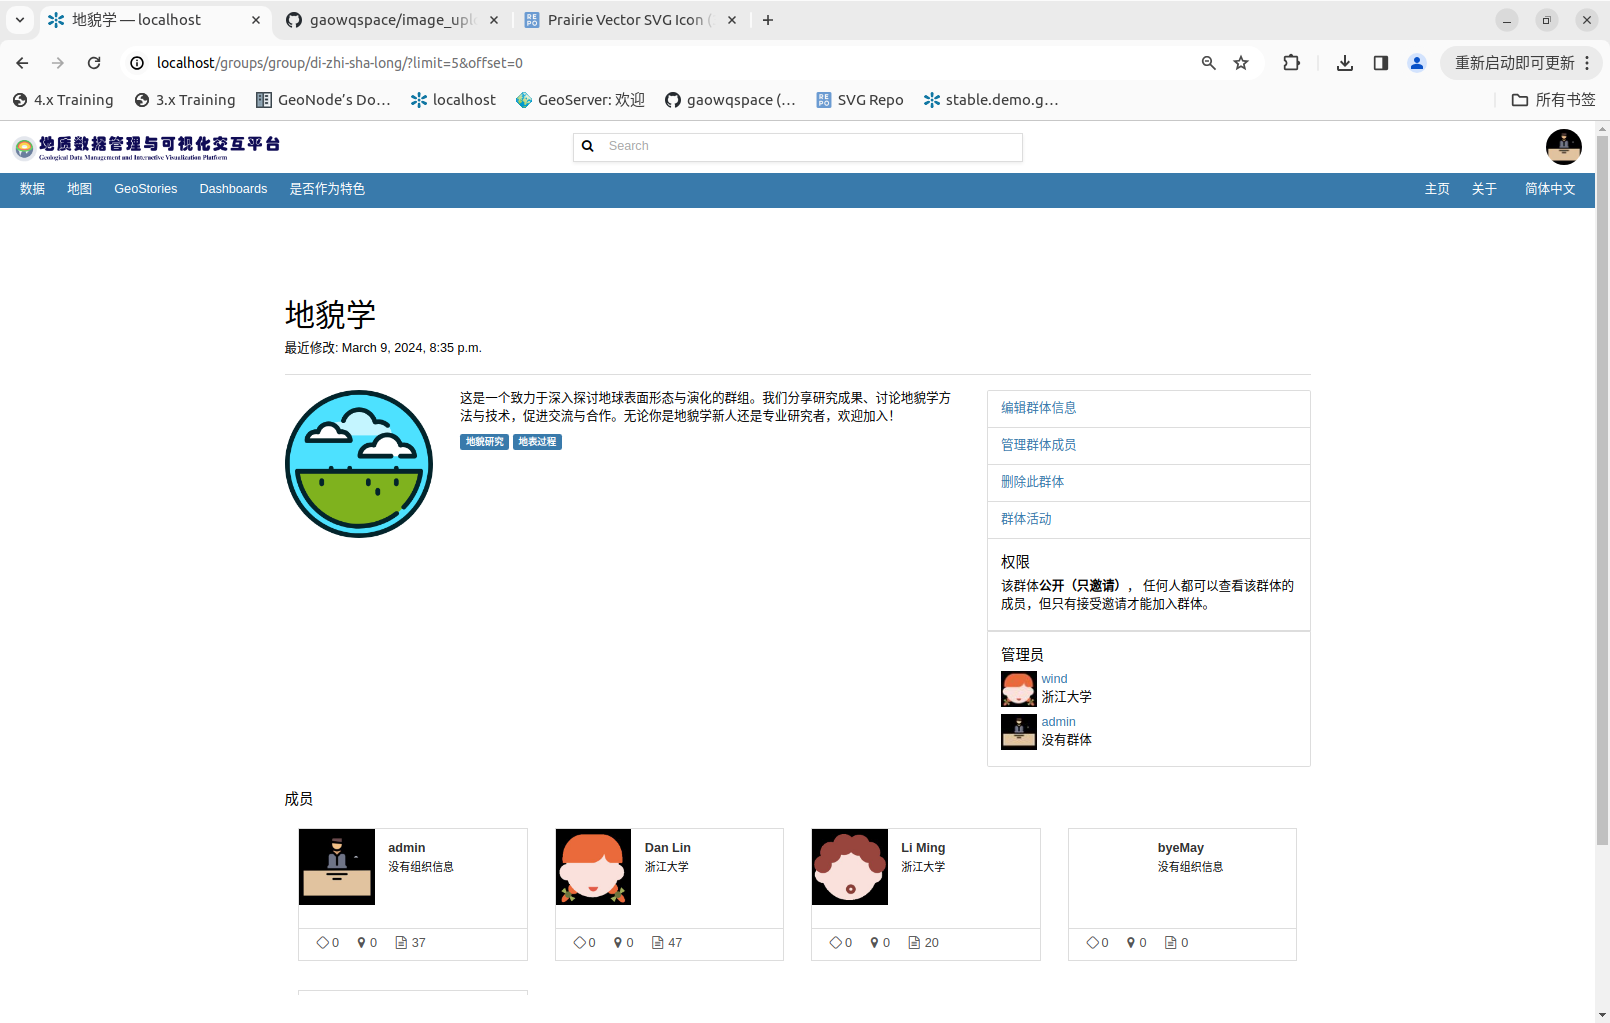 地貌学 — localhost
gaowqspace/image_uplo
Prairie Vector SVG Icon (
localhost/groups/group/di-zhi-sha-long/?limit=5&offset=0
重新启动即可更新
4.x Training
3.x Training
GeoNode’s Do…
localhost
GeoServer: 欢迎
gaowqspace (…
REPO SVG Repo
stable.demo.g…
所有书签
地质数据管理与可视化交互平台
Geological Data Management and Interactive Visualization Platform
Search
数据 地图 GeoStories Dashboards 是否作为特色
主页 关于 简体中文
地貌学
最近修改: March 9, 2024, 8:35 p.m.
这是一个致力于深入探讨地球表面形态与演化的群组。我们分享研究成果、讨论地貌学方
法与技术，促进交流与合作。无论你是地貌学新人还是专业研究者，欢迎加入！
地貌研究 地表过程
编辑群体信息
管理群体成员
删除此群体
群体活动
权限
该群体公开（只邀请）， 任何人都可以查看该群体的
成员，但只有接受邀请才能加入群体。
管理员
wind
浙江大学
admin
没有群体
成员
admin
没有组织信息
0 0 37
Dan Lin
浙江大学
0 0 47
Li Ming
浙江大学
0 0 20
byeMay
没有组织信息
0 0 0